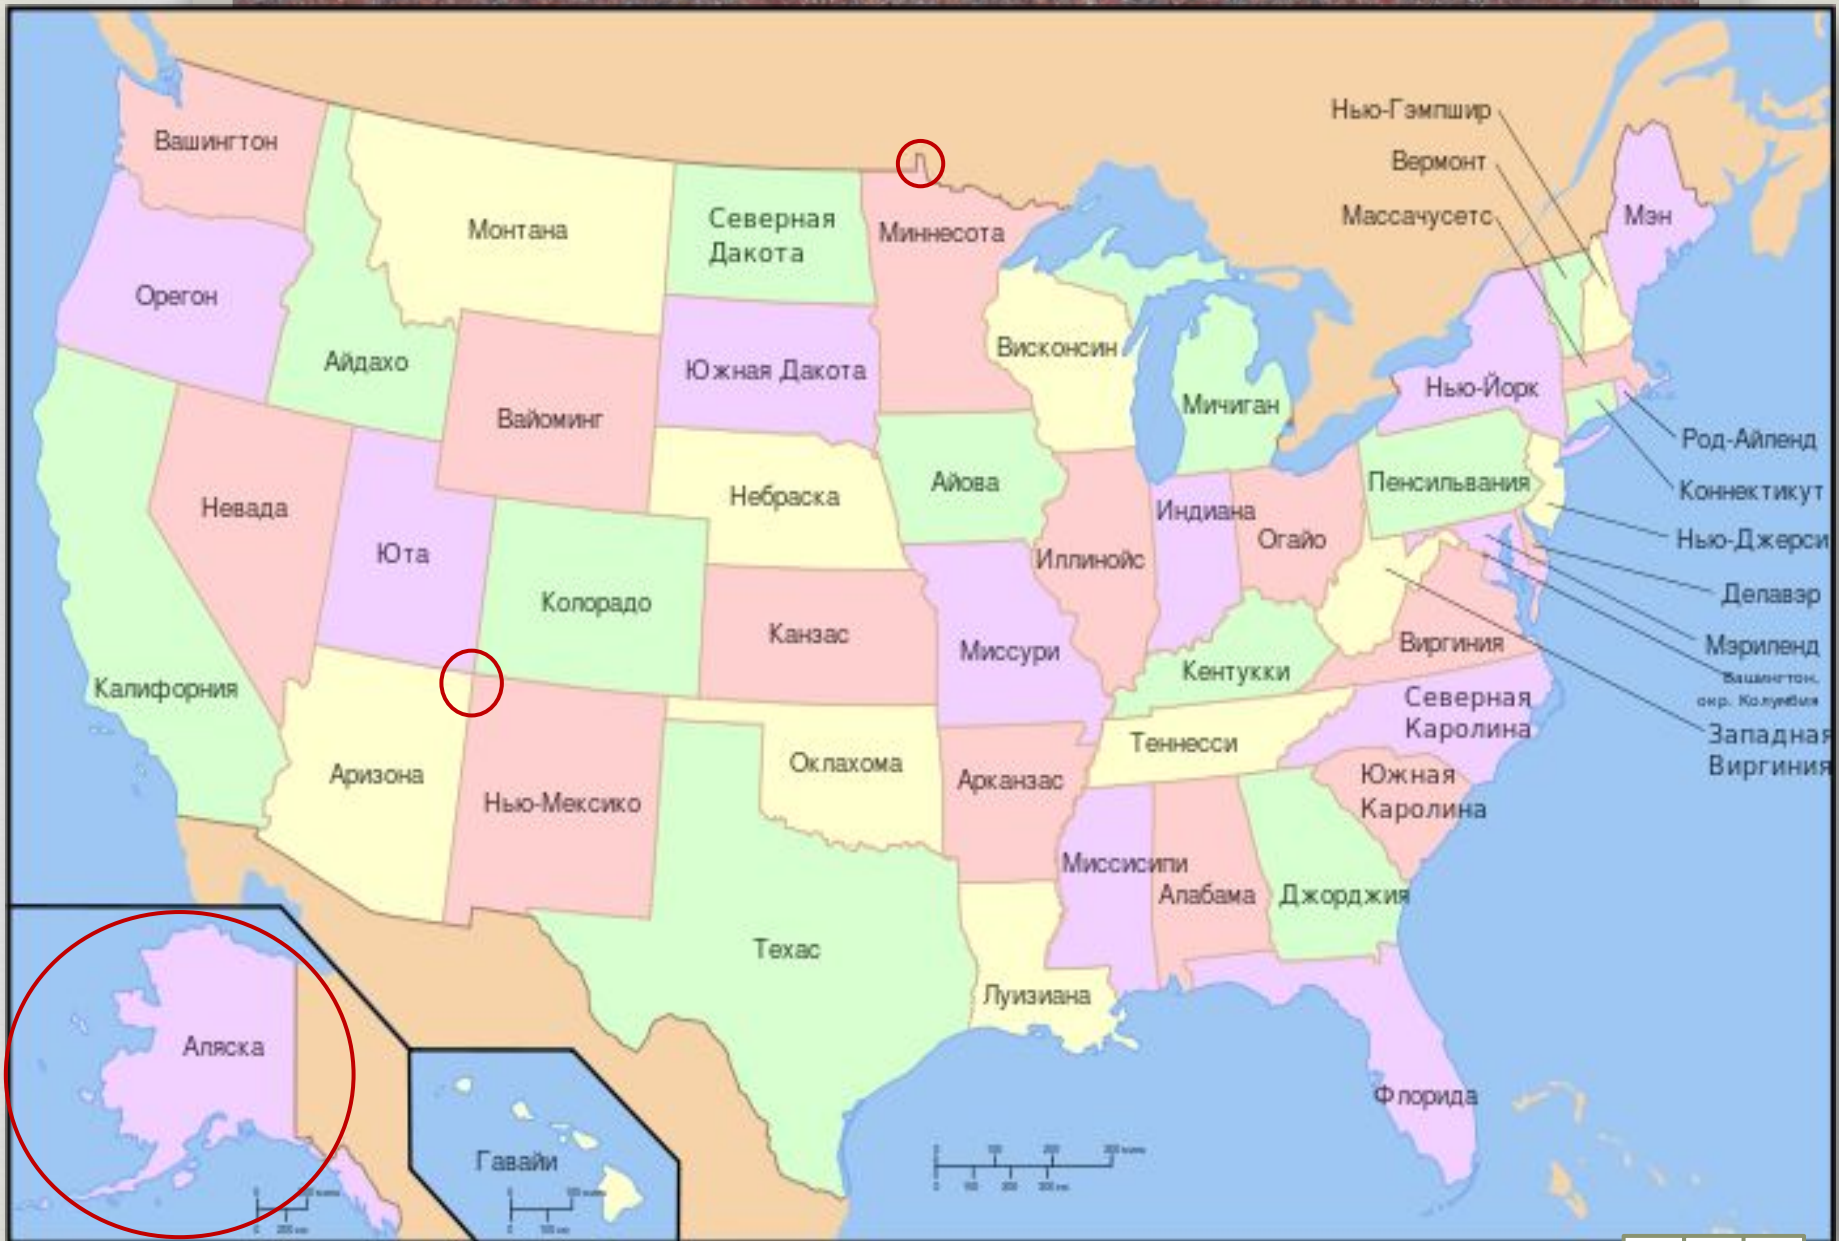 Нью-Гэмпшир
Вермонт
Массачусетс
Вашингтон
Монтана
Северная
Дакота
Миннесота
Мэн
Орегон
Айдахо
Южная Дакота
Висконсин
Мичиган
Нью-Йорк
Вайоминг
Род-Айленд
Невада
Небраска
Айова
Пенсильвания
Коннектикут
Индиана
Огайо
Нью-Джерси
Юта
Иллинойс
Колорадо
Делавэр
Канзас
Миссури
Кентукки
Виргиния
Мэриленд
Вашингтон,
окр. Колумбия
Калифорния
Северная
Каролина
Западная
Виргиния
Теннесси
Аризона
Оклахома
Арканзас
Южная
Каролина
Нью-Мексико
Миссисипи
Алабама
Джорджия
Техас
Луизиана
Аляска
Флорида
Гавайи